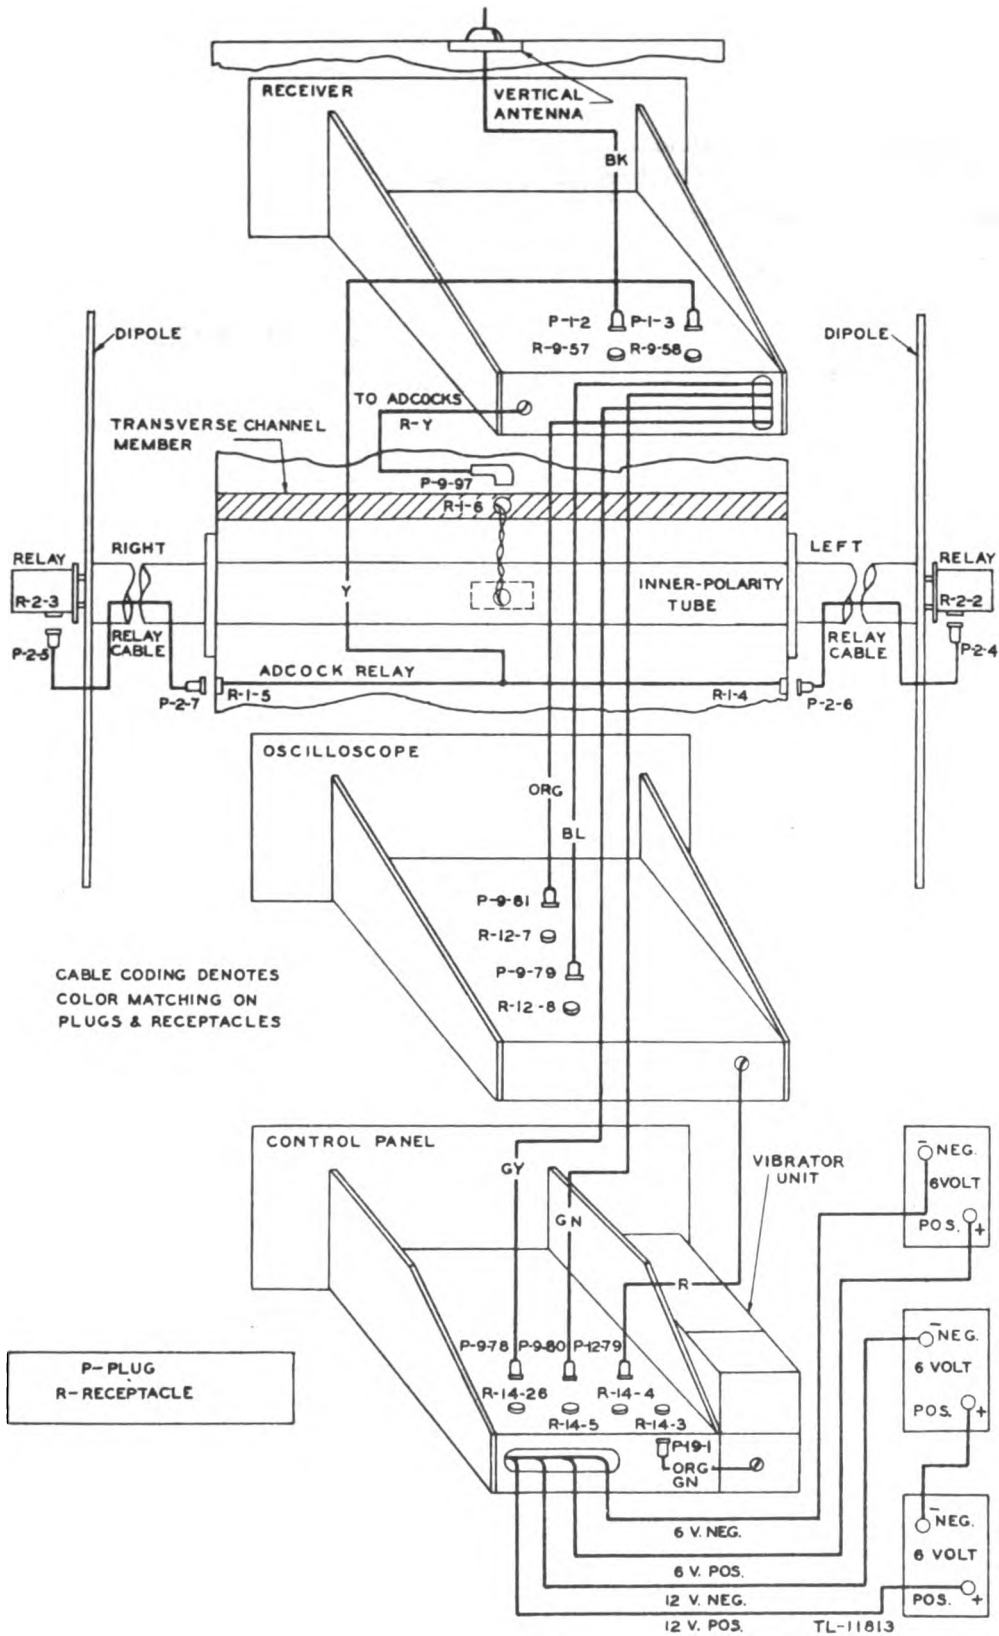 RECEIVER
VERTICAL
ANTENNA
BK
P-1-2
P-1-3
R-9-57
R-9-58
DIPOLE
DIPOLE
TO ADCOCKS
R-Y
TRANSVERSE CHANNEL
MEMBER
P-9-97
R-1-6
RELAY
R-2-3
RIGHT
Y
INNER-POLARITY
TUBE
LEFT
RELAY
R-2-2
RELAY
CABLE
RELAY
CABLE
P-2-5
P-2-4
ADCOCK RELAY
P-2-7
R-1-5
R-1-4
P-2-6
OSCILLOSCOPE
ORG
BL
P-9-81
R-12-7
P-9-79
R-12-8
CABLE CODING DENOTES
COLOR MATCHING ON
PLUGS & RECEPTACLES
CONTROL PANEL
GY
GN
VIBRATOR
UNIT
R
- NEG.
6 VOLT
POS. +
P-PLUG
R-RECEPTACLE
P-9-78 P-9-80 P-12-79
R-14-26
R-14-4
R-14-5
R-14-3
P-19-1
ORG
GN
- NEG.
6 VOLT
POS. +
- NEG.
6 VOLT
POS. +
6 V. NEG.
6 V. POS.
12 V. NEG.
12 V. POS.
TL-11813